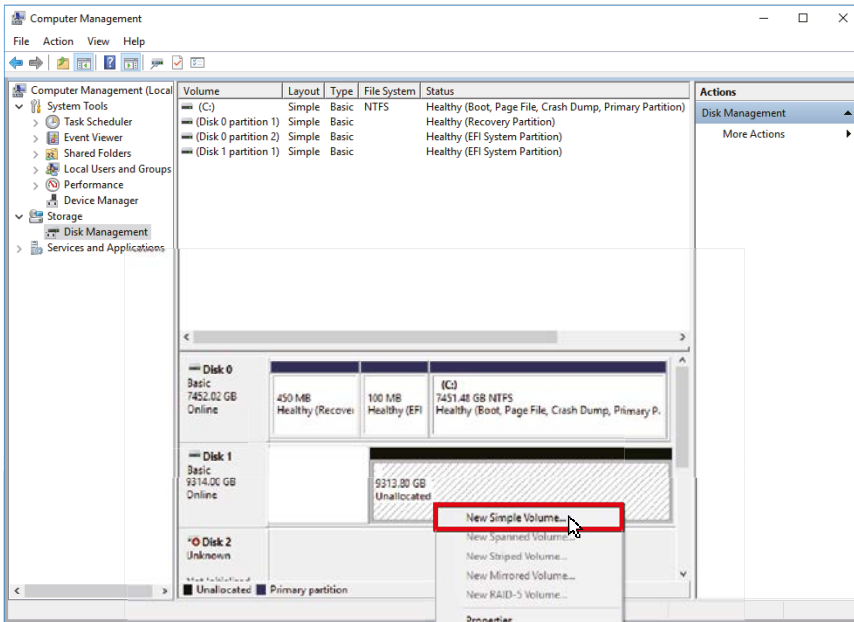 Computer Management
File Action View Help
Computer Management (Local
System Tools
Task Scheduler
Event Viewer
Shared Folders
Local Users and Groups
Performance
Device Manager
Storage
Disk Management
Services and Applications
Volume Layout Type File System Status
(C:) Simple Basic NTFS Healthy (Boot, Page File, Crash Dump, Primary Partition)
(Disk 0 partition 1) Simple Basic Healthy (Recovery Partition)
(Disk 0 partition 2) Simple Basic Healthy (EFI System Partition)
(Disk 1 partition 1) Simple Basic Healthy (EFI System Partition)
Actions
Disk Management
More Actions
Disk 0
Basic
7452.02 GB
Online
450 MB
Healthy (Recover
100 MB
Healthy (EFI
(C:)
7451.48 GB NTFS
Healthy (Boot, Page File, Crash Dump, Primary P.
Disk 1
Basic
9314.00 GB
Online
9313.80 GB
Unallocated
Disk 2
Unknown
Not Initialized
Unallocated Primary partition
New Simple Volume...
New Spanned Volume...
New Striped Volume...
New Mirrored Volume...
New RAID-5 Volume...
Properties